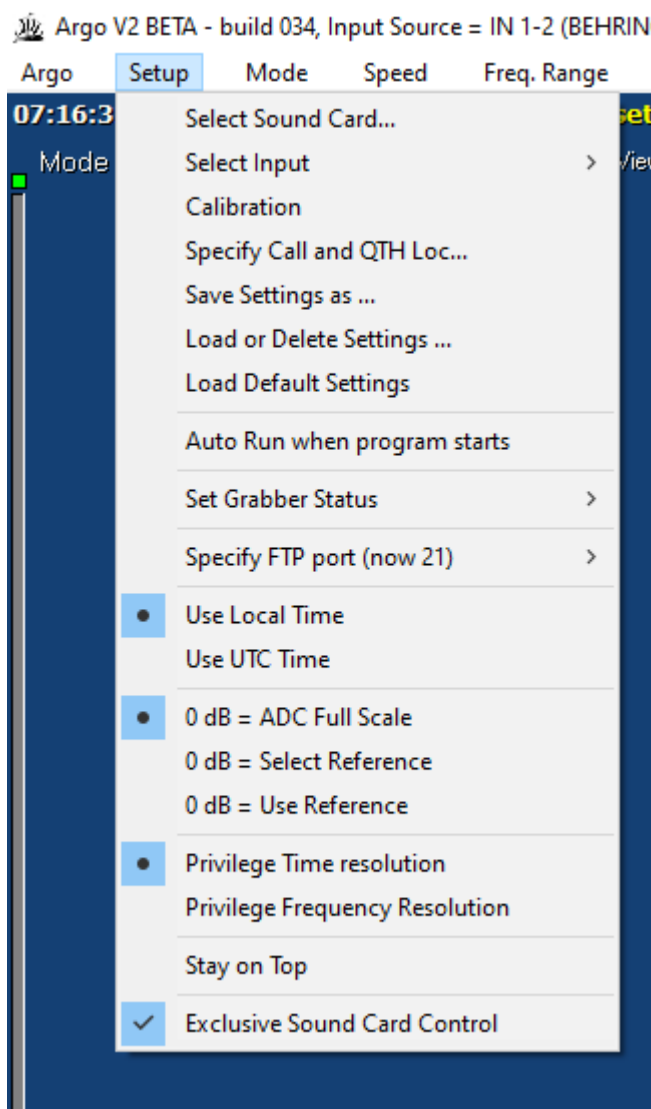 Argo V2 BETA - build 034, Input Source = IN 1-2 (BEHRIN
Argo Setup Mode Speed Freq. Range
07:16:3
Mode
Select Sound Card...
Select Input
Calibration
Specify Call and QTH Loc...
Save Settings as ...
Load or Delete Settings ...
Load Default Settings
Auto Run when program starts
Set Grabber Status
Specify FTP port (now 21)
Use Local Time
Use UTC Time
0 dB = ADC Full Scale
0 dB = Select Reference
0 dB = Use Reference
Privilege Time resolution
Privilege Frequency Resolution
Stay on Top
Exclusive Sound Card Control